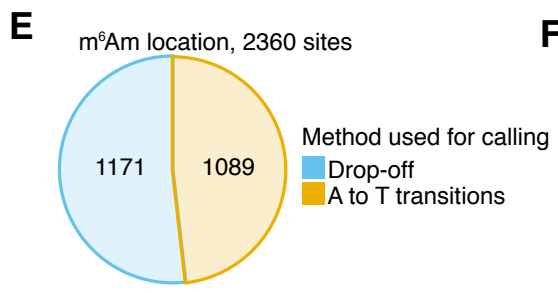 E
F
m⁶Am location, 2360 sites
1171
1089
Method used for calling
Drop-off
A to T transitions